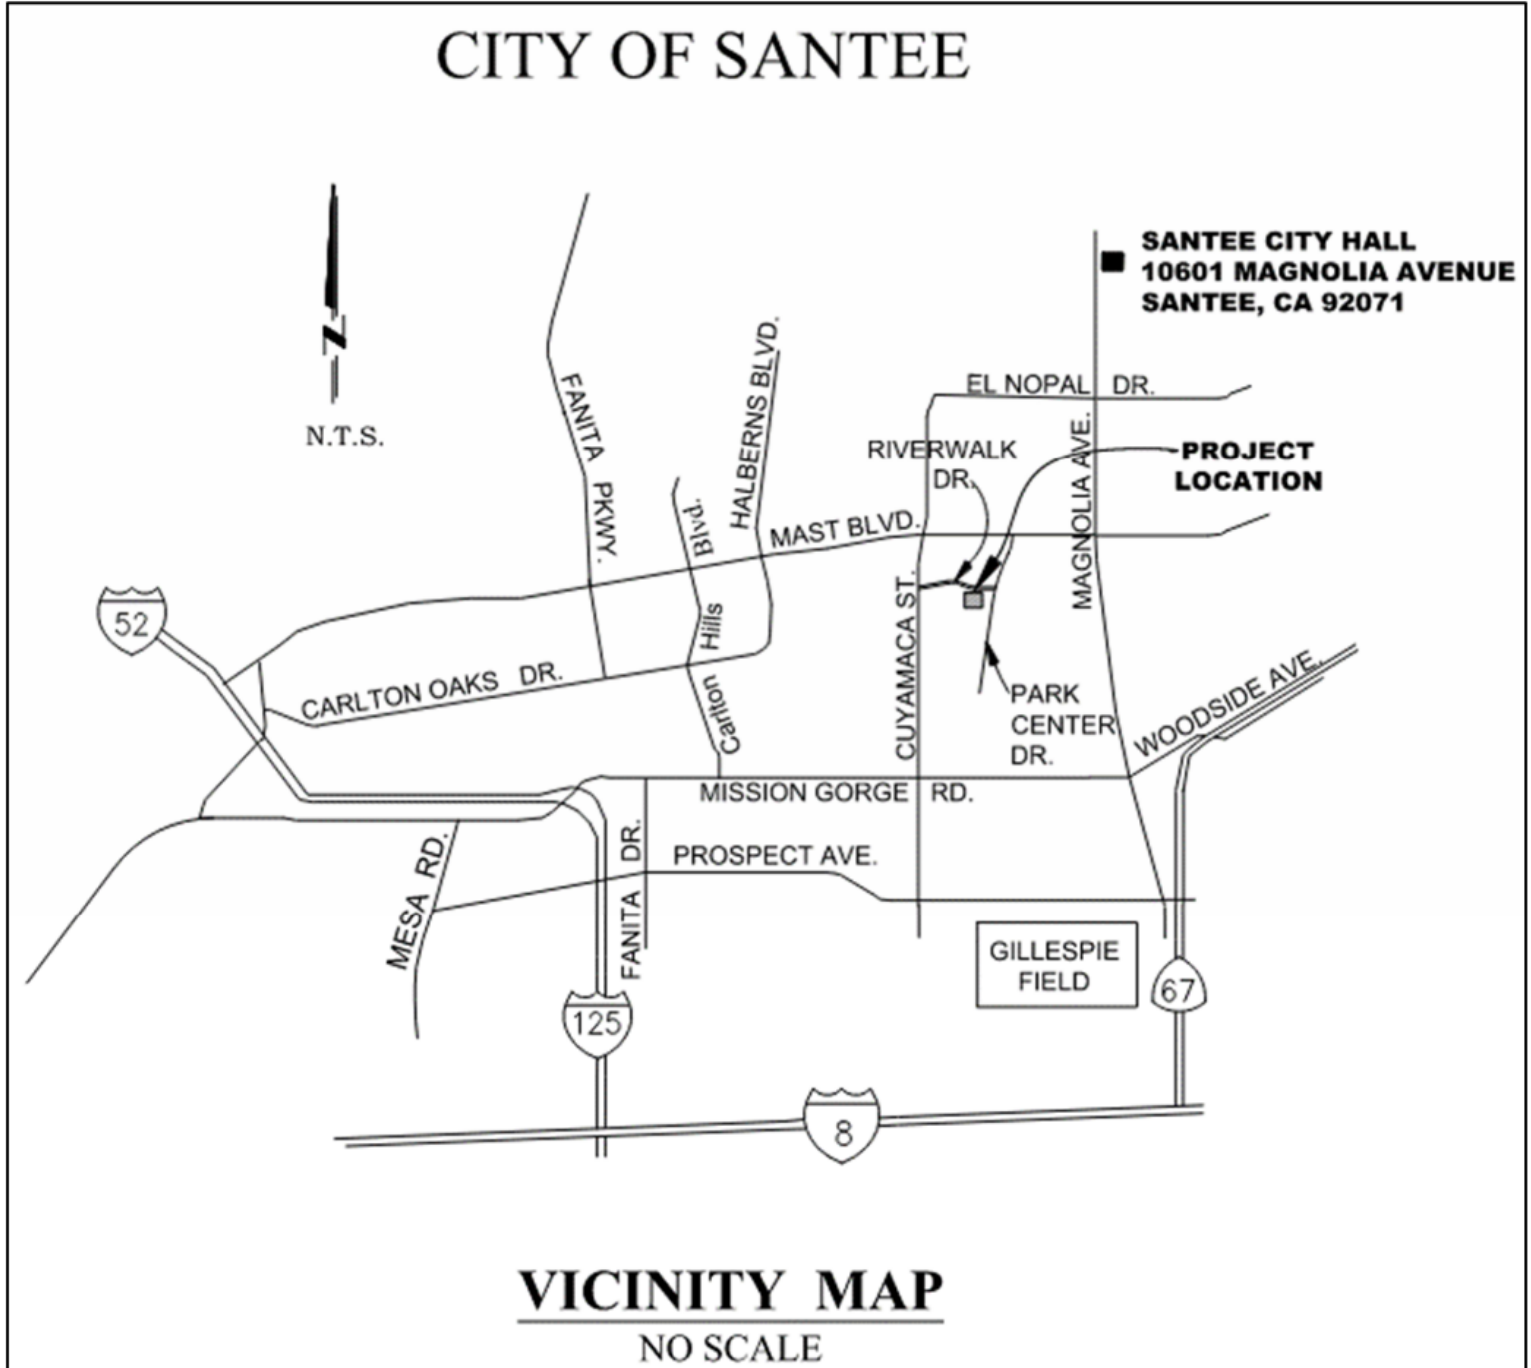 CITY OF SANTEE
N
N.T.S.
SANTEE CITY HALL
10601 MAGNOLIA AVENUE
SANTEE, CA 92071
FANITA PKWY.
HALBERNS BLVD.
EL NOPAL DR.
RIVERWALK
DR.
MAGNOLIA AVE.
PROJECT
LOCATION
Carlton Hills Blvd.
MAST BLVD.
52
CUYAMACA ST.
CARLTON OAKS DR.
PARK
CENTER
DR.
WOODSIDE AVE.
MISSION GORGE RD.
MESA RD.
FANITA DR.
PROSPECT AVE.
GILLESPIE
FIELD
67
125
8
VICINITY MAP
NO SCALE